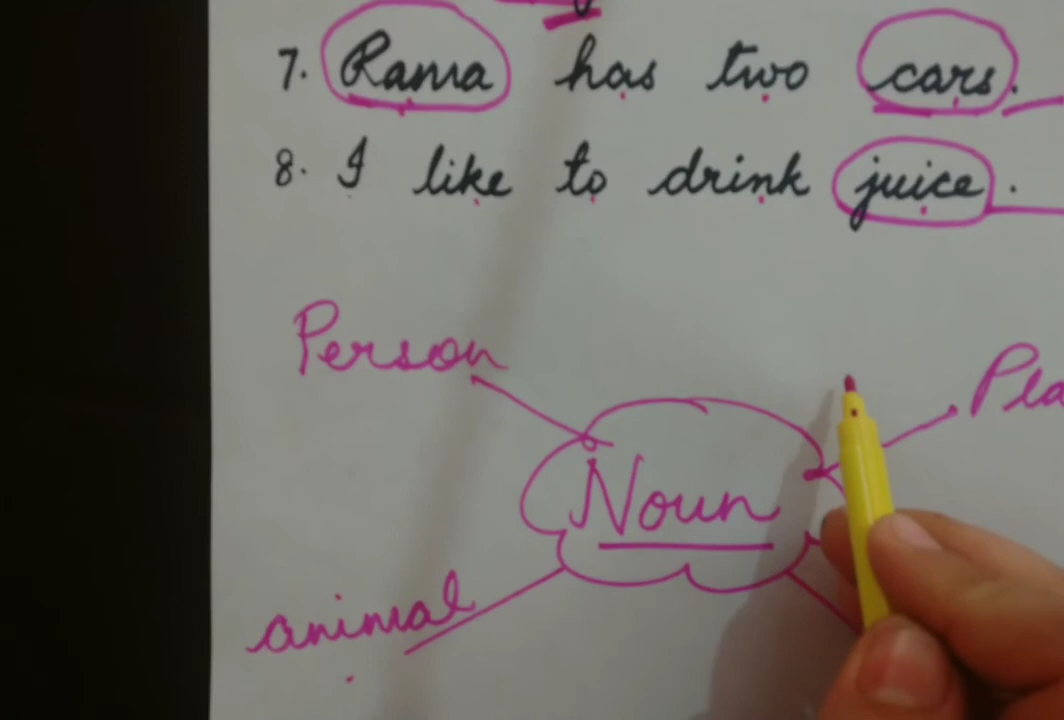 7. Rama has two cars.
8. I like to drink juice.
Person
Noun
animal